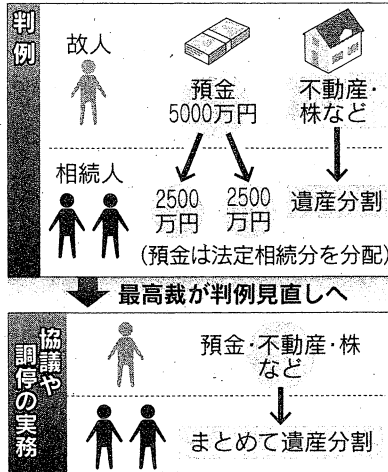 判例
故人
預金
5000万円
不動産・
株など
相続人
2500
万円
2500
万円
遺産分割
(預金は法定相続分を分配)
最高裁が判例見直しへ
協議や
調停の実務
預金・不動産・株
など
まとめて遺産分割